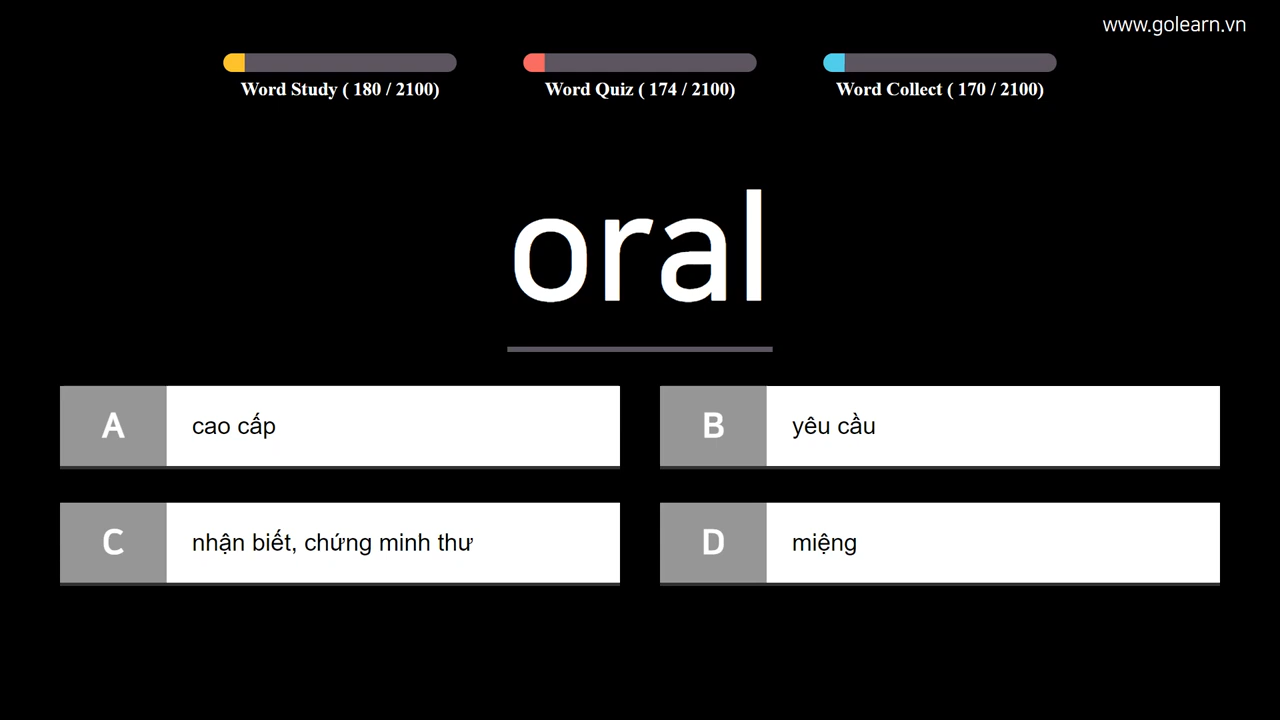 www.golearn.vn
Word Study ( 180 / 2100)
Word Quiz ( 174 / 2100)
Word Collect ( 170 / 2100)
oral
A cao cấp
B yêu cầu
C nhận biết, chứng minh thư
D miệng